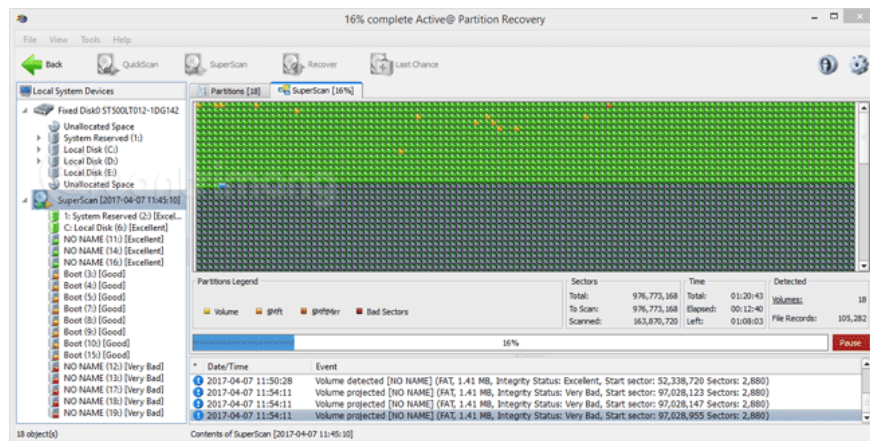 16% complete Active@ Partition Recovery
File View Tools Help
Back QuickScan SuperScan Recover Last Chance
Local System Devices
Partitions [18] SuperScan [16%]
Fixed Disk0 ST500LT012-1DG142
Unallocated Space
System Reserved (1:)
Local Disk (C:)
Local Disk (D:)
Local Disk (E:)
Unallocated Space
SuperScan [2017-04-07 11:45:10]
1: System Reserved (2:) [Excel...
C: Local Disk (6:) [Excellent]
NO NAME (11:) [Excellent]
NO NAME (14:) [Excellent]
NO NAME (16:) [Excellent]
Boot (3:) [Good]
Boot (4:) [Good]
Boot (5:) [Good]
Boot (7:) [Good]
Boot (8:) [Good]
Boot (9:) [Good]
Boot (10:) [Good]
Boot (15:) [Good]
NO NAME (12:) [Very Bad]
NO NAME (13:) [Very Bad]
NO NAME (17:) [Very Bad]
NO NAME (18:) [Very Bad]
NO NAME (19:) [Very Bad]
Partitions Legend
Volume $Mft $MftMirr Bad Sectors
Sectors
Total: 976,773,168
To Scan: 976,773,168
Scanned: 163,870,720
Time
Total: 01:20:43
Elapsed: 00:12:40
Left: 01:08:03
Detected
Volumes: 18
File Records: 105,282
16%
Pause
* Date/Time Event
2017-04-07 11:50:28 Volume detected [NO NAME] (FAT, 1.41 MB, Integrity Status: Excellent, Start sector: 52,338,720 Sectors: 2,880)
2017-04-07 11:54:11 Volume projected [NO NAME] (FAT, 1.41 MB, Integrity Status: Very Bad, Start sector: 97,028,123 Sectors: 2,880)
2017-04-07 11:54:11 Volume projected [NO NAME] (FAT, 1.41 MB, Integrity Status: Very Bad, Start sector: 97,028,147 Sectors: 2,880)
2017-04-07 11:54:11 Volume projected [NO NAME] (FAT, 1.41 MB, Integrity Status: Very Bad, Start sector: 97,028,955 Sectors: 2,880)
18 object(s)
Contents of SuperScan [2017-04-07 11:45:10]